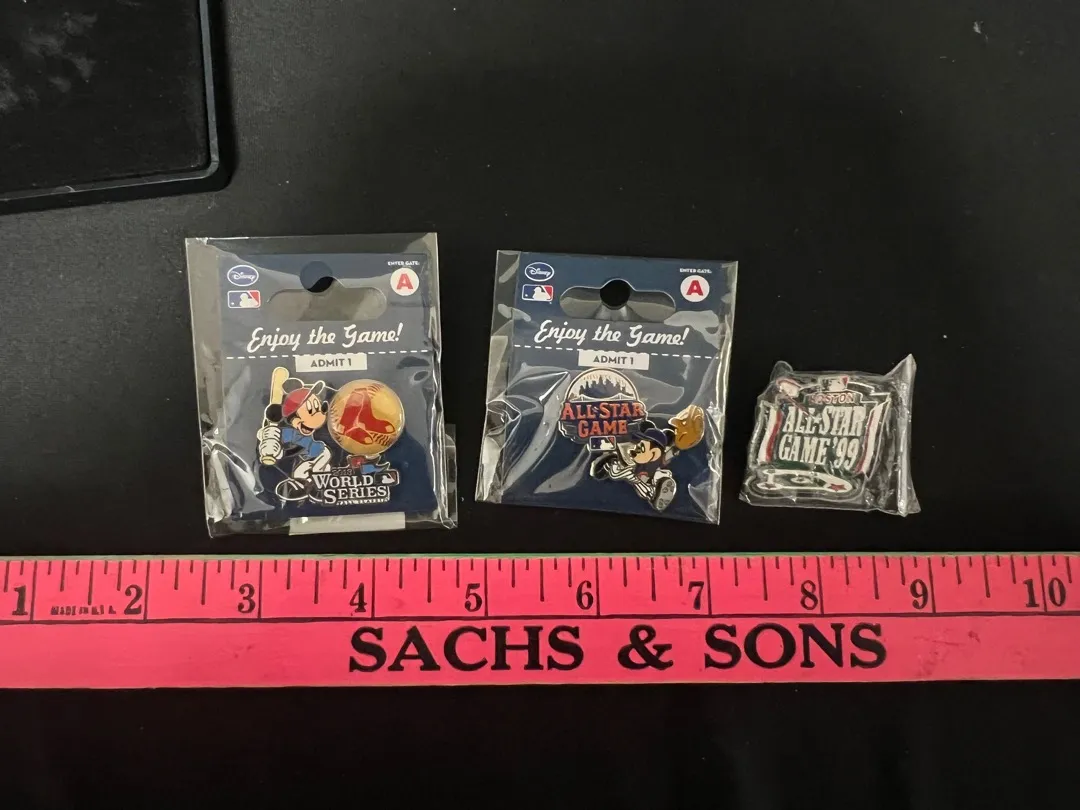 Disney
ENTER GATE:
A
Enjoy the Game!
ADMIT 1
WORLD
SERIES
FALL CLASSIC
Disney
ENTER GATE:
A
Enjoy the Game!
ADMIT 1
ALL-STAR
GAME
BOSTON
ALL-STAR
GAME '99
1 2 3 4 5 6 7 8 9 10
MADE IN U.S.A.
SACHS & SONS